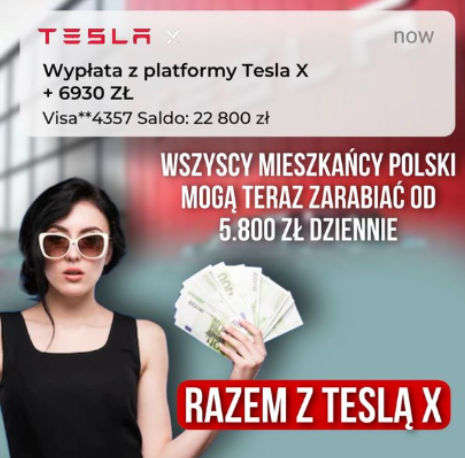 TESLA X
now
Wypłata z platformy Tesla X
+ 6930 ZŁ
Visa**4357 Saldo: 22 800 zł
WSZYSCY MIESZKAŃCY POLSKI
MOGĄ TERAZ ZARABIAĆ OD
5.800 ZŁ DZIENNIE
100
RAZEM Z TESLĄ X